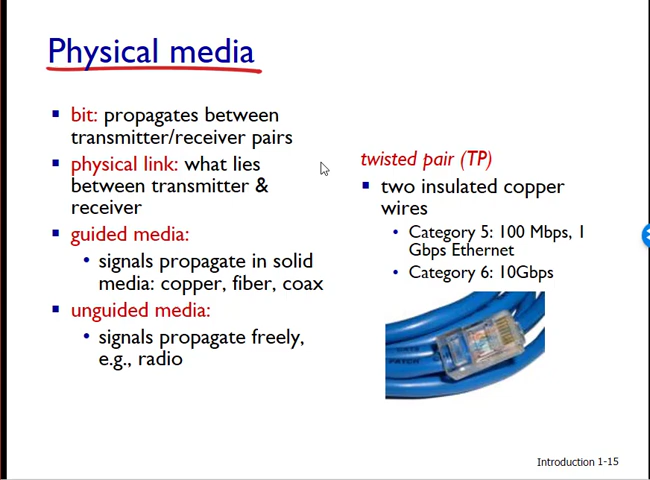 Physical media
bit: propagates between
transmitter/receiver pairs
physical link: what lies
between transmitter &
receiver
guided media:
signals propagate in solid
media: copper, fiber, coax
unguided media:
signals propagate freely,
e.g., radio
twisted pair (TP)
two insulated copper
wires
Category 5: 100 Mbps, 1
Gbps Ethernet
Category 6: 10Gbps
PATCH
Introduction 1-15